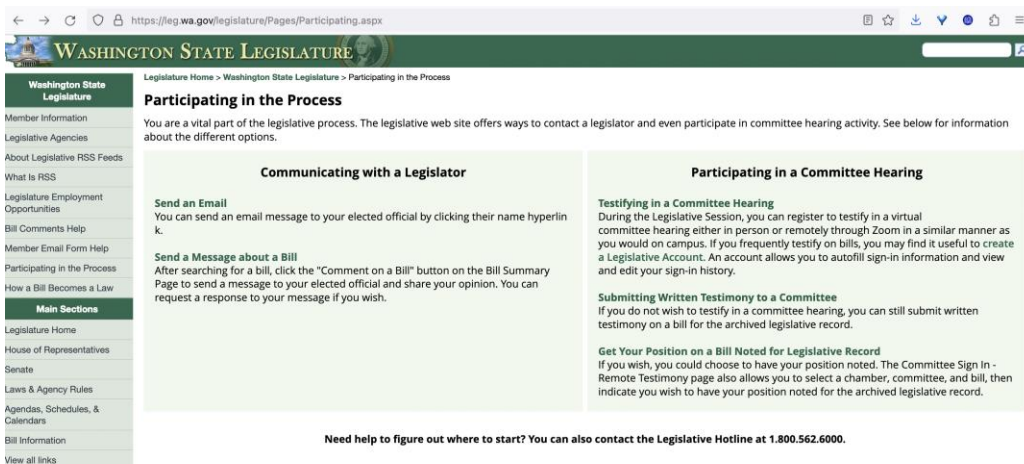 https://leg.wa.gov/legislature/Pages/Participating.aspx
WASHINGTON STATE LEGISLATURE
Washington State
Legislature
Member Information
Legislative Agencies
About Legislative RSS Feeds
What Is RSS
Legislature Employment
Opportunities
Bill Comments Help
Member Email Form Help
Participating in the Process
How a Bill Becomes a Law
Main Sections
Legislature Home
House of Representatives
Senate
Laws & Agency Rules
Agendas, Schedules, &
Calendars
Bill Information
View all links
Legislature Home > Washington State Legislature > Participating in the Process
Participating in the Process
You are a vital part of the legislative process. The legislative web site offers ways to contact a legislator and even participate in committee hearing activity. See below for information
about the different options.
Communicating with a Legislator
Send an Email
You can send an email message to your elected official by clicking their name hyperlin
k.
Send a Message about a Bill
After searching for a bill, click the "Comment on a Bill" button on the Bill Summary
Page to send a message to your elected official and share your opinion. You can
request a response to your message if you wish.
Participating in a Committee Hearing
Testifying in a Committee Hearing
During the Legislative Session, you can register to testify in a virtual
committee hearing either in person or remotely through Zoom in a similar manner as
you would on campus. If you frequently testify on bills, you may find it useful to create
a Legislative Account. An account allows you to autofill sign-in information and view
and edit your sign-in history.
Submitting Written Testimony to a Committee
If you do not wish to testify in a committee hearing, you can still submit written
testimony on a bill for the archived legislative record.
Get Your Position on a Bill Noted for Legislative Record
If you wish, you could choose to have your position noted. The Committee Sign In -
Remote Testimony page also allows you to select a chamber, committee, and bill, then
indicate you wish to have your position noted for the archived legislative record.
Need help to figure out where to start? You can also contact the Legislative Hotline at 1.800.562.6000.